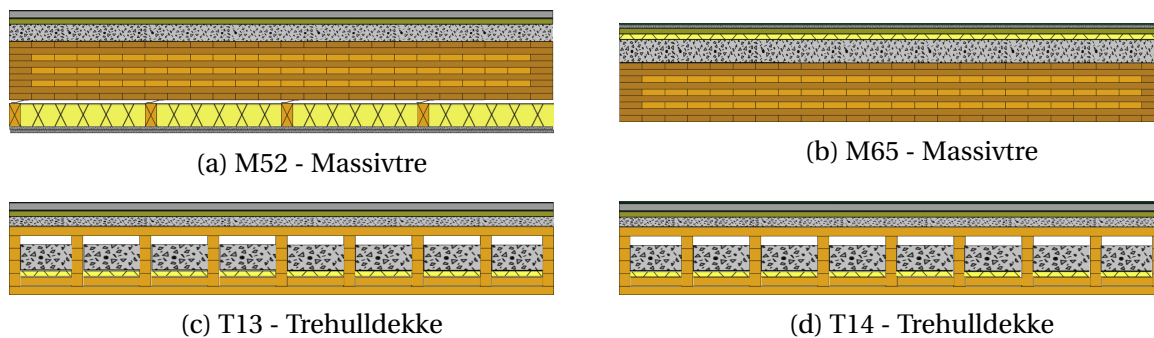 (a) M52 - Massivtre
(b) M65 - Massivtre
(c) T13 - Trehulldekke
(d) T14 - Trehulldekke